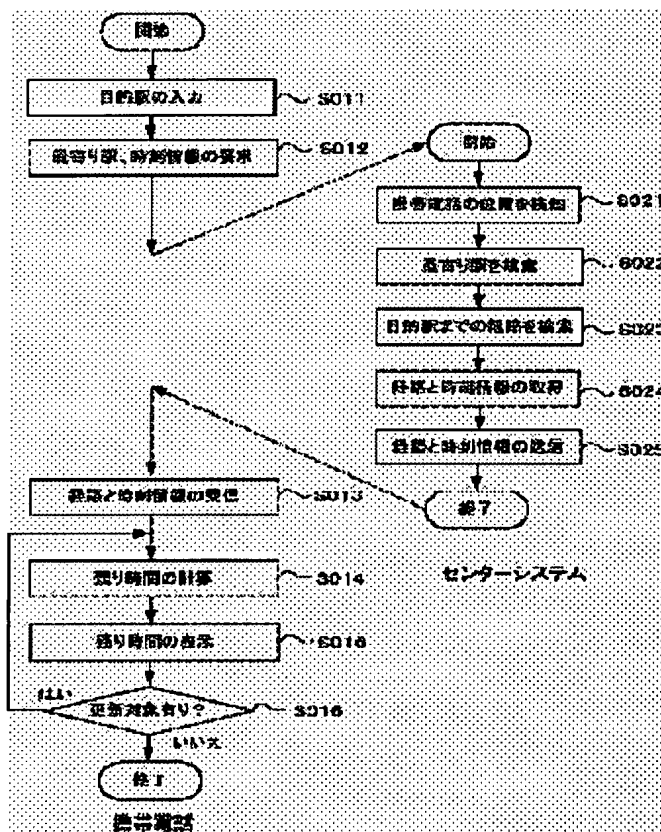 開始
目的駅の入力
S011
最寄り駅、時刻情報の要求
S012
開始
携帯電話の位置を検知
S021
最寄り駅を検索
S022
目的駅までの経路を検索
S023
経路と時刻情報の取得
S024
経路と時刻情報の送信
S025
終了
センターシステム
経路と時刻情報の受信
S013
残り時間の計算
S014
残り時間の表示
S015
はい
更新対象有り?
S016
いいえ
終了
携帯電話